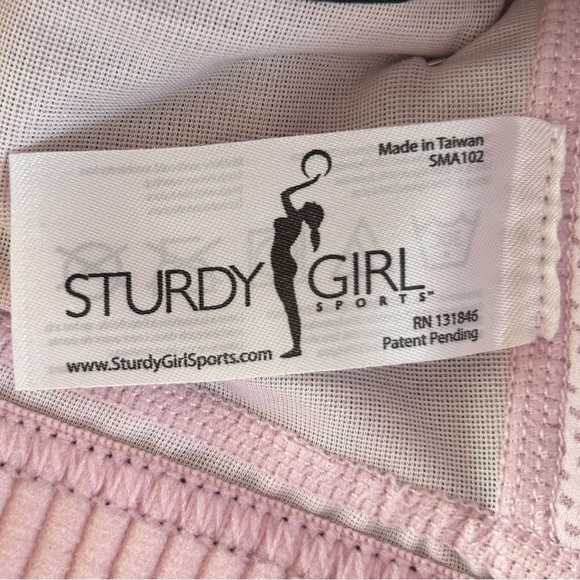 Made in Taiwan
SMA102
STURDY GIRL
SPORTS™
RN 131846
Patent Pending
www.SturdyGirlSports.com